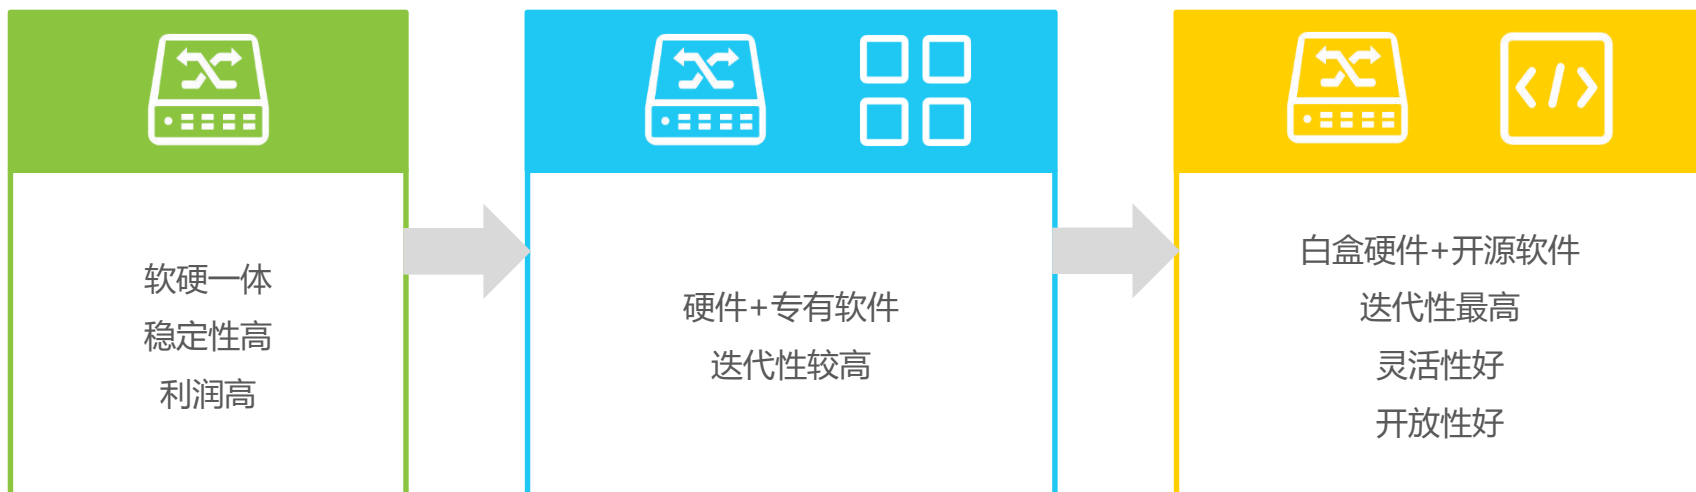 软硬一体
稳定性高
利润高
硬件+专有软件
迭代性较高
白盒硬件+开源软件
迭代性最高
灵活性好
开放性好